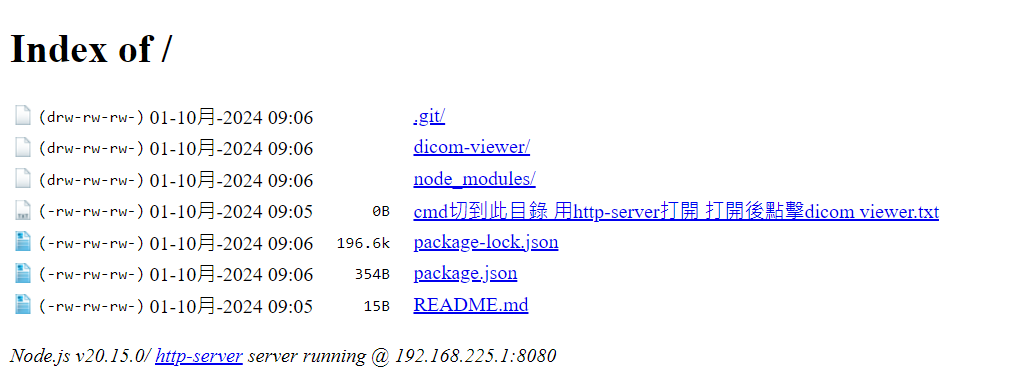 Index of /
(drw-rw-rw-) 01-10月-2024 09:06 .git/
(drw-rw-rw-) 01-10月-2024 09:06 dicom-viewer/
(drw-rw-rw-) 01-10月-2024 09:06 node_modules/
(-rw-rw-rw-) 01-10月-2024 09:05 0B cmd切到此目錄 用http-server打開 打開後點擊dicom viewer.txt
(-rw-rw-rw-) 01-10月-2024 09:06 196.6k package-lock.json
(-rw-rw-rw-) 01-10月-2024 09:06 354B package.json
(-rw-rw-rw-) 01-10月-2024 09:05 15B README.md
Node.js v20.15.0/ http-server server running @ 192.168.225.1:8080